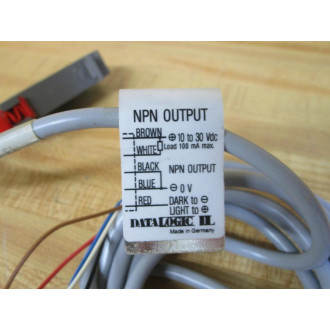 NPN OUTPUT
BROWN ⊕ 10 to 30 Vdc
WHITE Load 100 mA max.
BLACK NPN OUTPUT
BLUE ⊖ 0 V
RED DARK to ⊖
LIGHT to ⊕
DATALOGIC IIL
Made in Germany